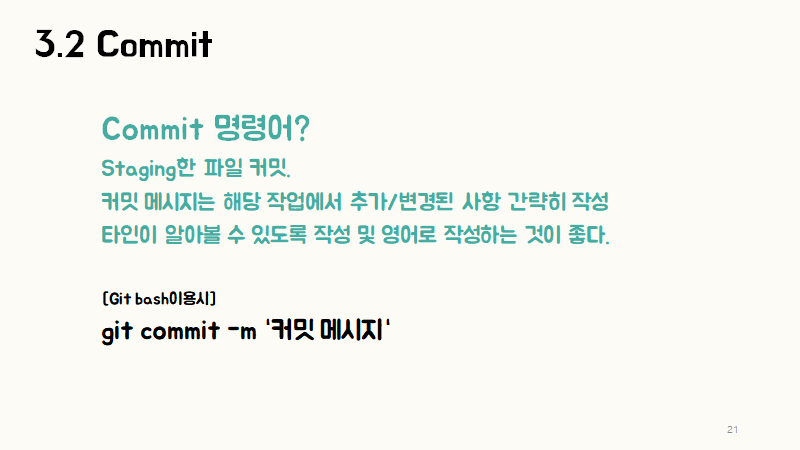 3.2 Commit
Commit 명령어?
Staging한 파일 커밋.
커밋 메시지는 해당 작업에서 추가/변경된 사항 간략히 작성
타인이 알아볼 수 있도록 작성 및 영어로 작성하는 것이 좋다.
[Git bash이용시]
git commit -m '커밋 메시지'
21